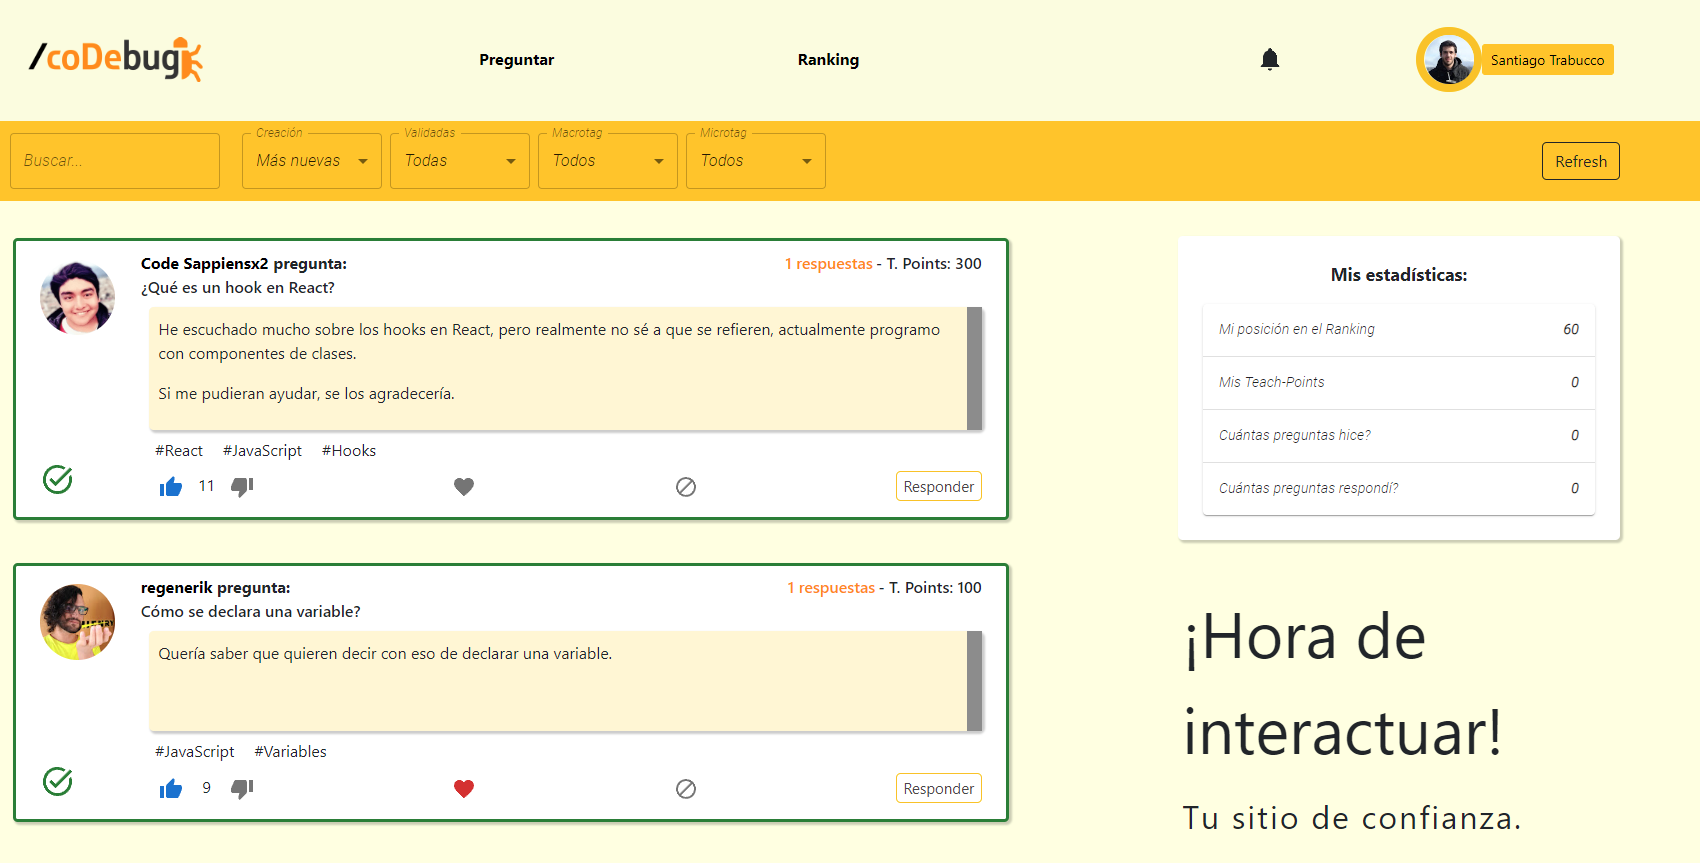 /coDebug
Preguntar
Ranking
Santiago Trabucco
Buscar...
Creación
Más nuevas
Validadas
Todas
Macrotag
Todos
Microtag
Todos
Refresh
Code Sappiensx2 pregunta:
1 respuestas - T. Points: 300
¿Qué es un hook en React?
He escuchado mucho sobre los hooks en React, pero realmente no sé a que se refieren, actualmente programo
con componentes de clases.
Si me pudieran ayudar, se los agradecería.
#React #JavaScript #Hooks
11
Responder
regenerik pregunta:
1 respuestas - T. Points: 100
Cómo se declara una variable?
Quería saber que quieren decir con eso de declarar una variable.
#JavaScript #Variables
9
Responder
Mis estadísticas:
Mi posición en el Ranking 60
Mis Teach-Points 0
Cuántas preguntas hice? 0
Cuántas preguntas respondí? 0
¡Hora de
interactuar!
Tu sitio de confianza.